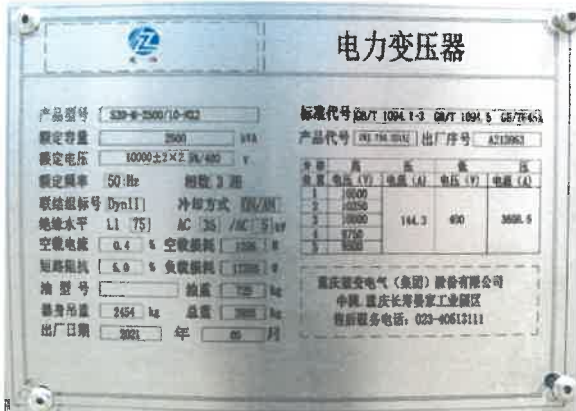 电力变压器
产品型号 S20-M-2500/10-NX2
标准代号 GB/T 1094.1-3 GB/T 1094.5
额定容量 2500 kVA
产品代号 出厂序号 A213963
额定电压 10000±2×2.5%/400 V
额定频率 50 Hz 相数 3 相
联结组标号 Dyn11 冷却方式
绝缘水平 L1 75 AC 35 /AC 5 kV
空载电流 0.4 % 空载损耗
短路阻抗 6.0 % 负载损耗
油型号 油重 kg
器身吊重 2454 kg 总重 kg
出厂日期 2021 年 05 月
分接 高压 低压
位置 电压 (V) 电流 (A) 电压 (V) 电流 (A)
1 10500
2 10250
3 10000 144.3 400 3608.5
4 9750
5 9500
电气（集团）股份有限公司
中国.重庆长寿晏家工业园区
售后服务电话：023-40513111